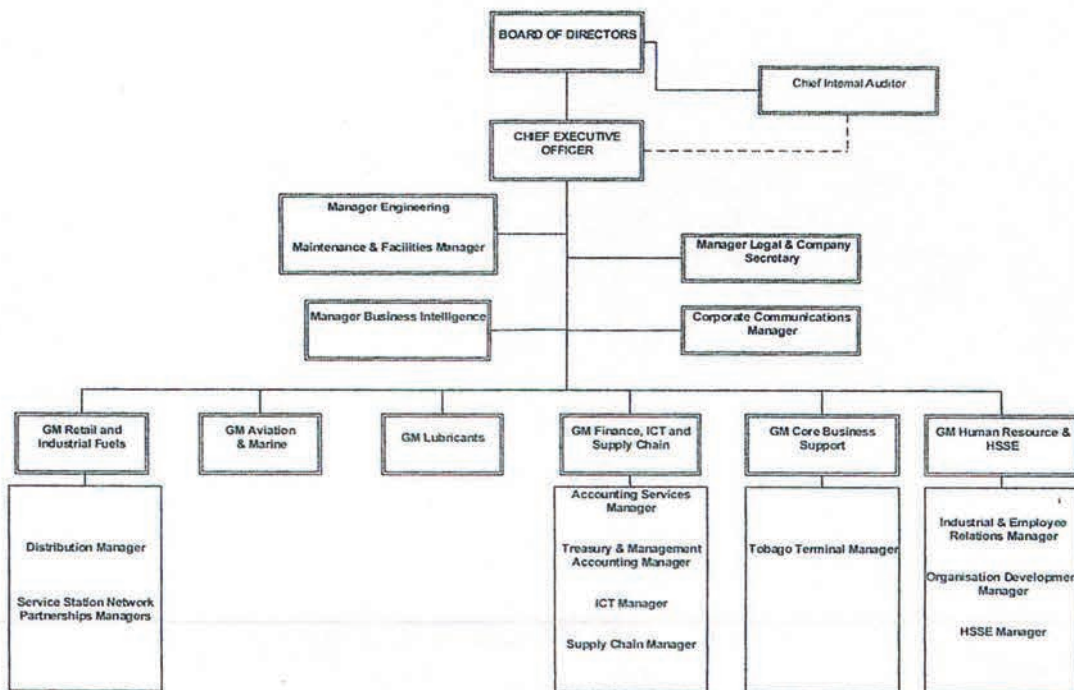 BOARD OF DIRECTORS
Chief Internal Auditor
CHIEF EXECUTIVE
OFFICER
Manager Engineering
Maintenance & Facilities Manager
Manager Legal & Company
Secretary
Manager Business Intelligence
Corporate Communications
Manager
GM Retail and
Industrial Fuels
GM Aviation
& Marine
GM Lubricants
GM Finance, ICT and
Supply Chain
GM Core Business
Support
GM Human Resource &
HSSE
Distribution Manager
Service Station Network
Partnerships Managers
Accounting Services
Manager
Treasury & Management
Accounting Manager
ICT Manager
Supply Chain Manager
Tobago Terminal Manager
Industrial & Employee
Relations Manager
Organisation Development
Manager
HSSE Manager